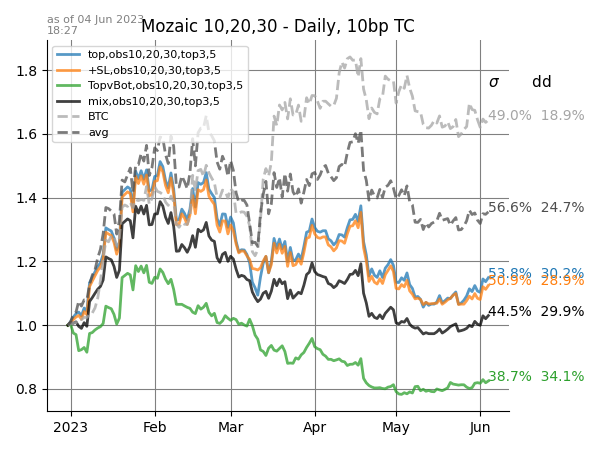 as of 04 Jun 2023
18:27
Mozaic 10,20,30 - Daily, 10bp TC
top,obs10,20,30,top3,5
+SL,obs10,20,30,top3,5
TopvBot,obs10,20,30,top3,5
mix,obs10,20,30,top3,5
BTC
avg
σ dd
49.0% 18.9%
56.6% 24.7%
53.8% 30.2%
50.9% 28.9%
44.5% 29.9%
38.7% 34.1%
1.8
1.6
1.4
1.2
1.0
0.8
2023 Feb Mar Apr May Jun